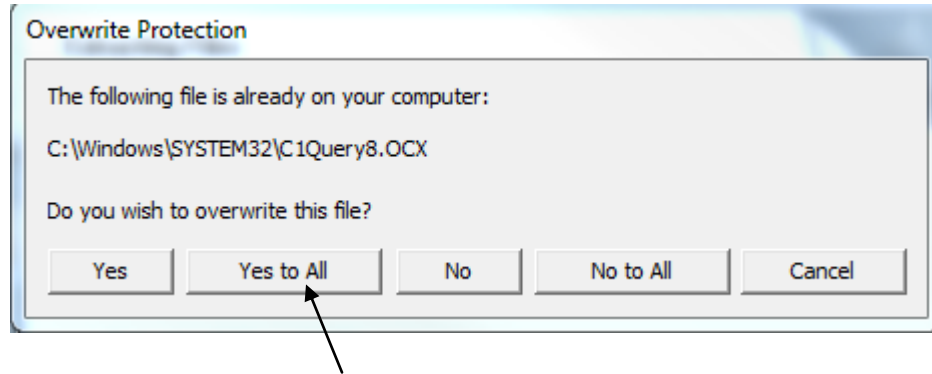 Overwrite Protection
The following file is already on your computer:
C:\Windows\SYSTEM32\C1Query8.OCX
Do you wish to overwrite this file?
Yes Yes to All No No to All Cancel